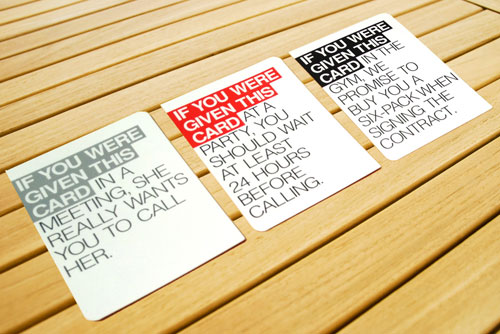 IF YOU WERE
GIVEN THIS
CARD IN A
MEETING, SHE
REALLY WANTS
YOU TO CALL
HER.
IF YOU WERE
GIVEN THIS
CARD AT A
PARTY, YOU
SHOULD WAIT
AT LEAST
24 HOURS
BEFORE
CALLING.
IF YOU WERE
GIVEN THIS
CARD IN THE
GYM, WE
PROMISE TO
BUY YOU A
SIX-PACK WHEN
SIGNING THE
CONTRACT.